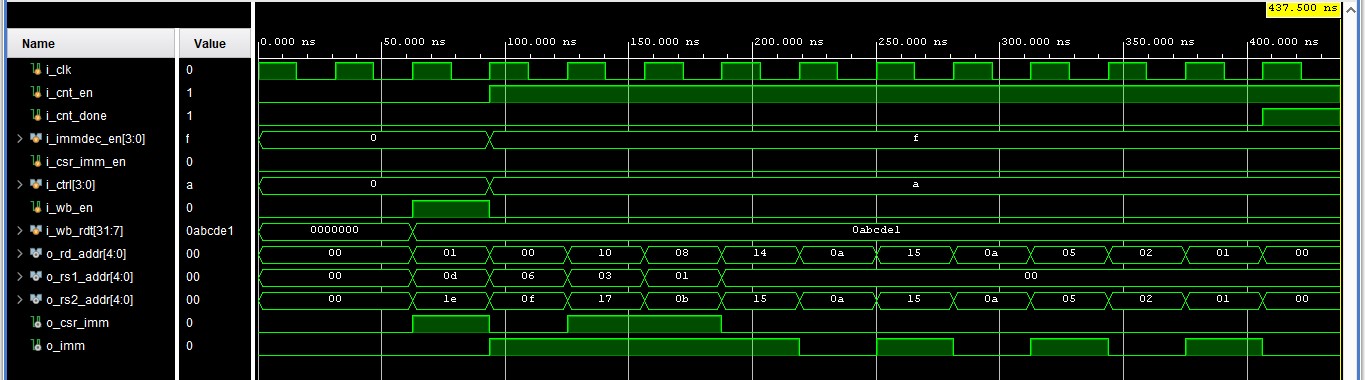 437.500 ns
Name Value
0.000 ns 50.000 ns 100.000 ns 150.000 ns 200.000 ns 250.000 ns 300.000 ns 350.000 ns 400.000 ns
i_clk 0
i_cnt_en 1
i_cnt_done 1
i_immdec_en[3:0] f 0 f
i_csr_imm_en 0
i_ctrl[3:0] a 0 a
i_wb_en 0
i_wb_rdt[31:7] 0abcde1 0000000 0abcde1
o_rd_addr[4:0] 00 00 01 00 10 08 14 0a 15 0a 05 02 01 00
o_rs1_addr[4:0] 00 00 0d 06 03 01 00
o_rs2_addr[4:0] 00 00 1e 0f 17 0b 15 0a 15 0a 05 02 01 00
o_csr_imm 0
o_imm 0